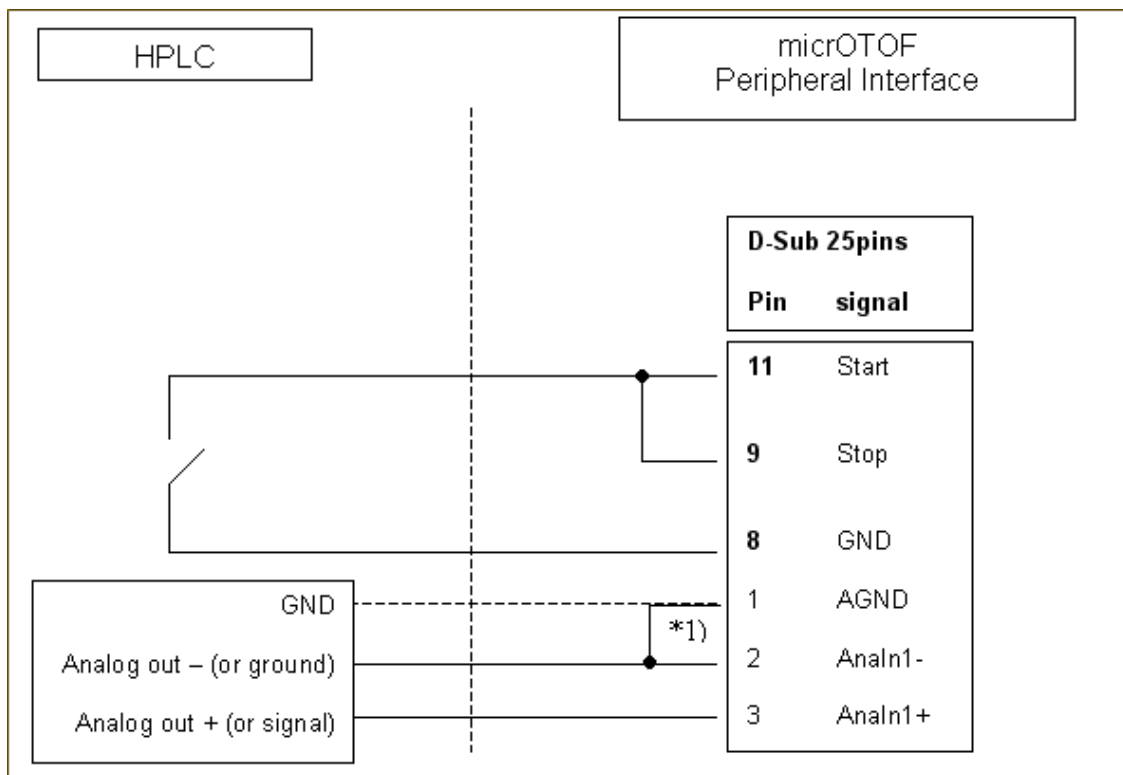 HPLC
micrOTOF
Peripheral Interface
D-Sub 25pins
Pin signal
11 Start
9 Stop
8 GND
GND 1 AGND
*1)
Analog out – (or ground) 2 AnaIn1-
Analog out + (or signal) 3 AnaIn1+